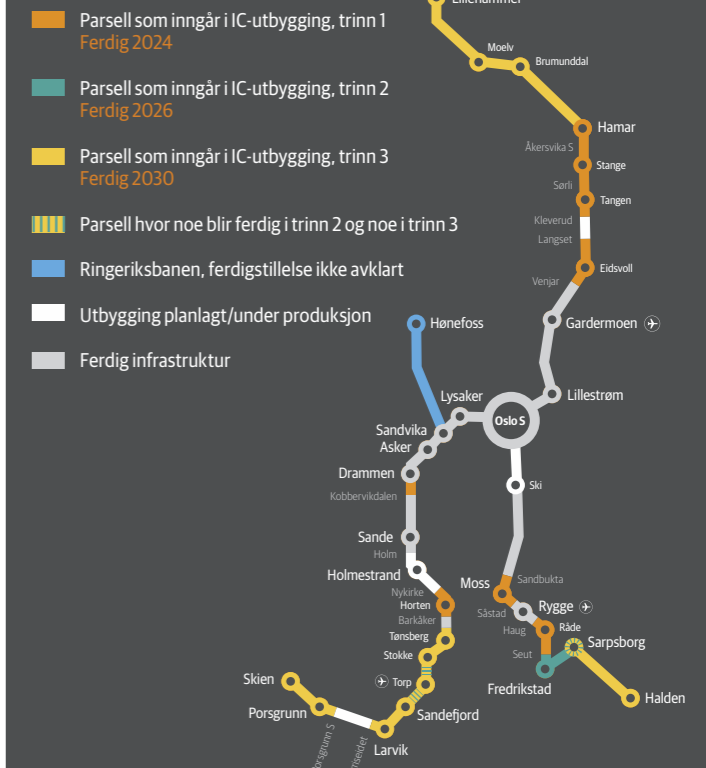 Lillehammer
Parsell som inngår i IC-utbygging, trinn 1
Ferdig 2024
Moelv
Brumunddal
Parsell som inngår i IC-utbygging, trinn 2
Ferdig 2026
Hamar
Åkersvika S
Parsell som inngår i IC-utbygging, trinn 3
Ferdig 2030
Stange
Sørli
Tangen
Parsell hvor noe blir ferdig i trinn 2 og noe i trinn 3
Kleverud
Langset
Ringeriksbanen, ferdigstillelse ikke avklart
Eidsvoll
Venjar
Utbygging planlagt/under produksjon
Hønefoss
Gardermoen
Ferdig infrastruktur
Lysaker
Lillestrøm
Oslo S
Sandvika
Asker
Drammen
Ski
Kobbervikdalen
Sande
Holm
Holmestrand
Moss
Sandbukta
Nykirke
Horten
Rygge
Såstad
Barkåker
Haug
Råde
Tønsberg
Sarpsborg
Stokke
Seut
Skien
Torp
Fredrikstad
Halden
Porsgrunn
Sandefjord
Larvik